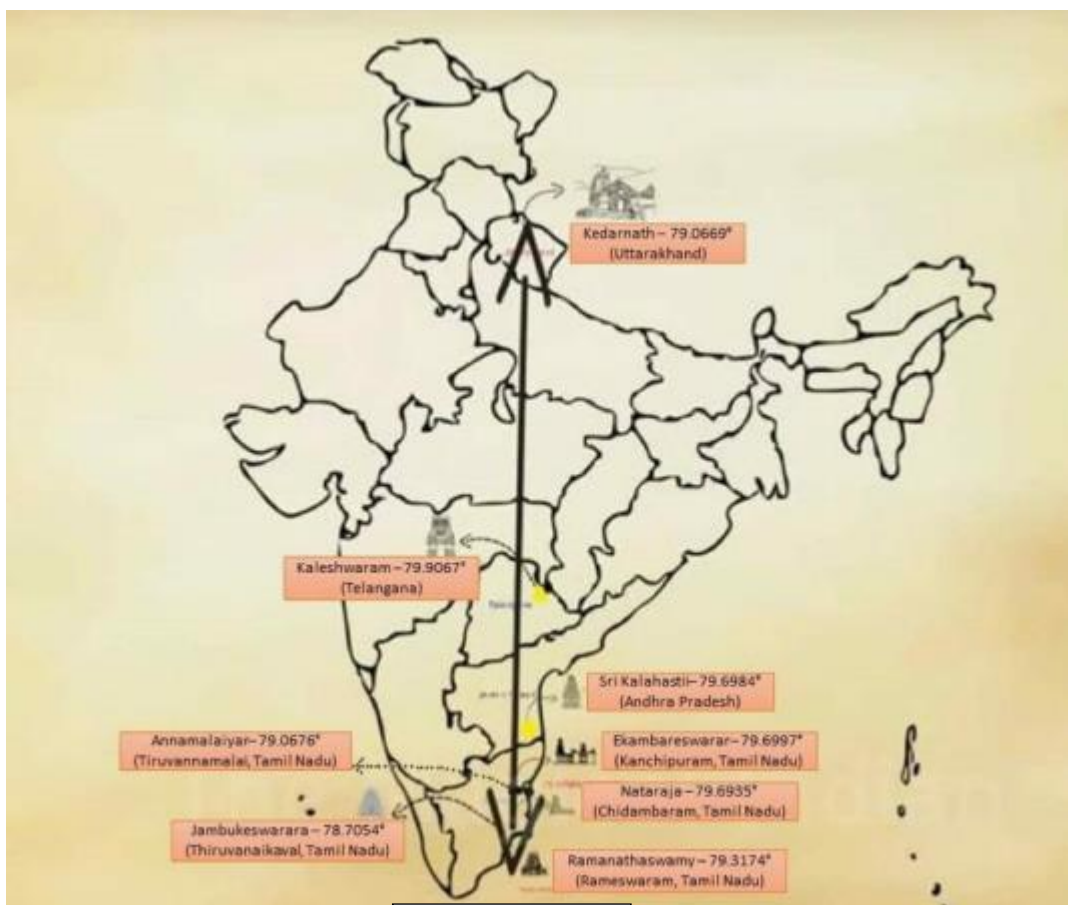 Kedarnath – 79.0669°
(Uttarakhand)
Kaleshwaram – 79.9067°
(Telangana)
Sri Kalahastii– 79.6984°
(Andhra Pradesh)
Annamalaiyar– 79.0676°
(Tiruvannamalai, Tamil Nadu)
Ekambareswarar– 79.6997°
(Kanchipuram, Tamil Nadu)
Nataraja – 79.6935°
(Chidambaram, Tamil Nadu)
Jambukeswarara – 78.7054°
(Thiruvanaikaval, Tamil Nadu)
Ramanathaswamy – 79.3174°
(Rameswaram, Tamil Nadu)